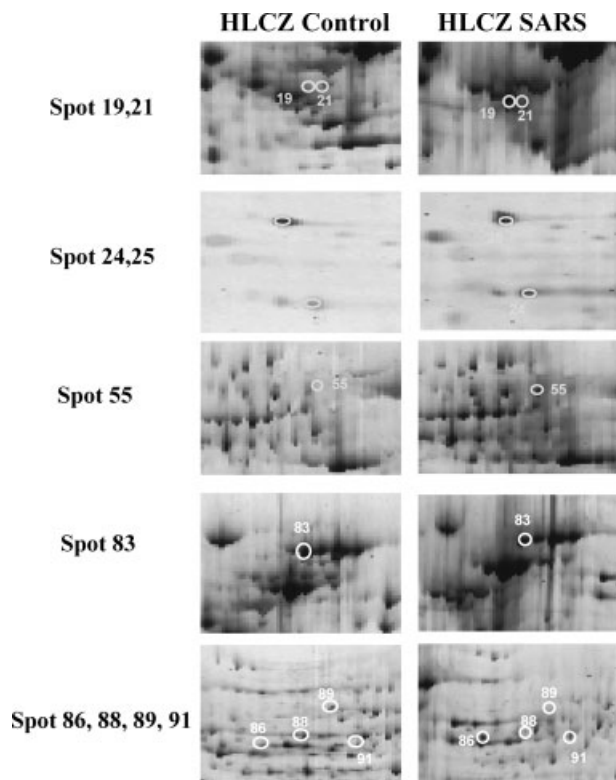 HLCZ Control HLCZ SARS
Spot 19,21
19 21
19 21
Spot 24,25
24
Spot 55
55
55
Spot 83
83
83
Spot 86, 88, 89, 91
86 88 89 91
86 88 89 91